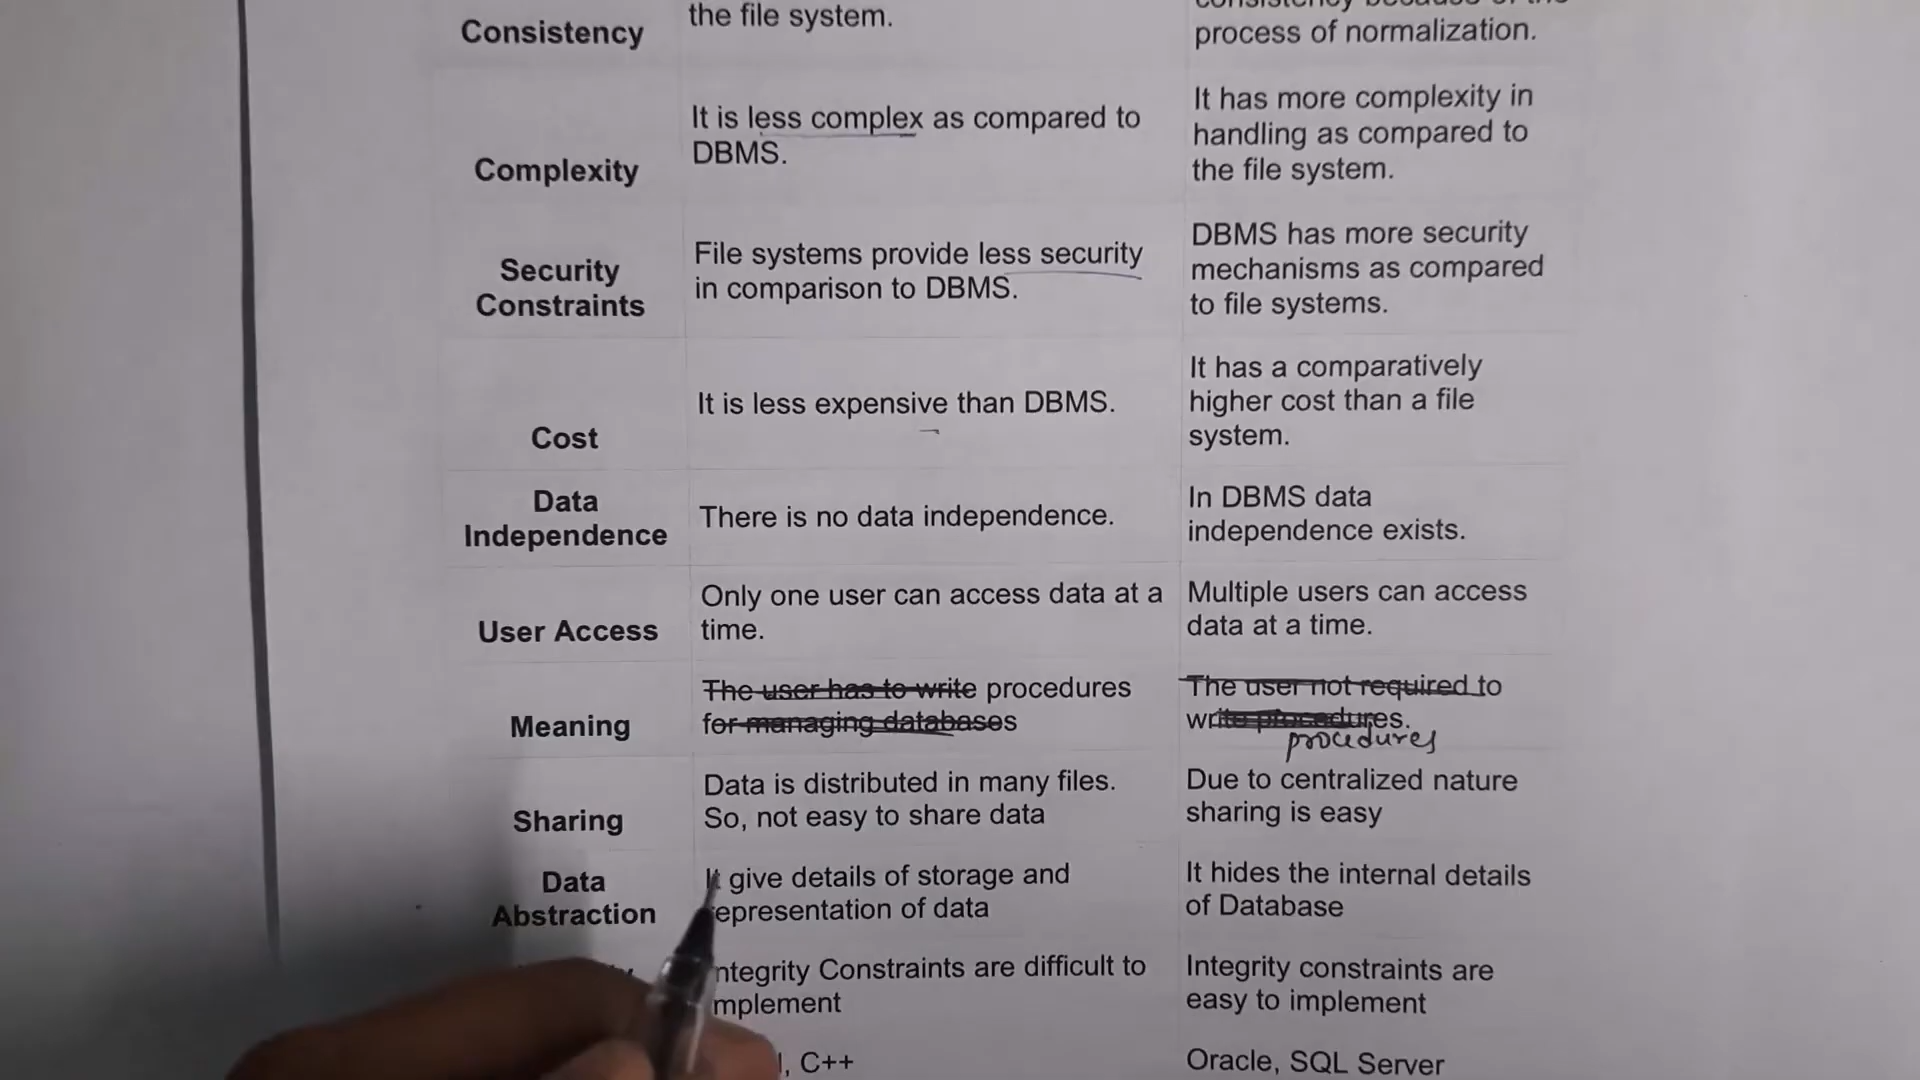 Consistency
the file system.
process of normalization.
Complexity
It is less complex as compared to
DBMS.
It has more complexity in
handling as compared to
the file system.
Security
Constraints
File systems provide less security
in comparison to DBMS.
DBMS has more security
mechanisms as compared
to file systems.
Cost
It is less expensive than DBMS.
It has a comparatively
higher cost than a file
system.
Data
Independence
There is no data independence.
In DBMS data
independence exists.
User Access
Only one user can access data at a
time.
Multiple users can access
data at a time.
Meaning
The user has to write procedures
for managing databases
The user not required to
write procedures.
procedures
Sharing
Data is distributed in many files.
So, not easy to share data
Due to centralized nature
sharing is easy
Data
Abstraction
It give details of storage and
representation of data
It hides the internal details
of Database
Integrity Constraints are difficult to
implement
Integrity constraints are
easy to implement
, C++
Oracle, SQL Server